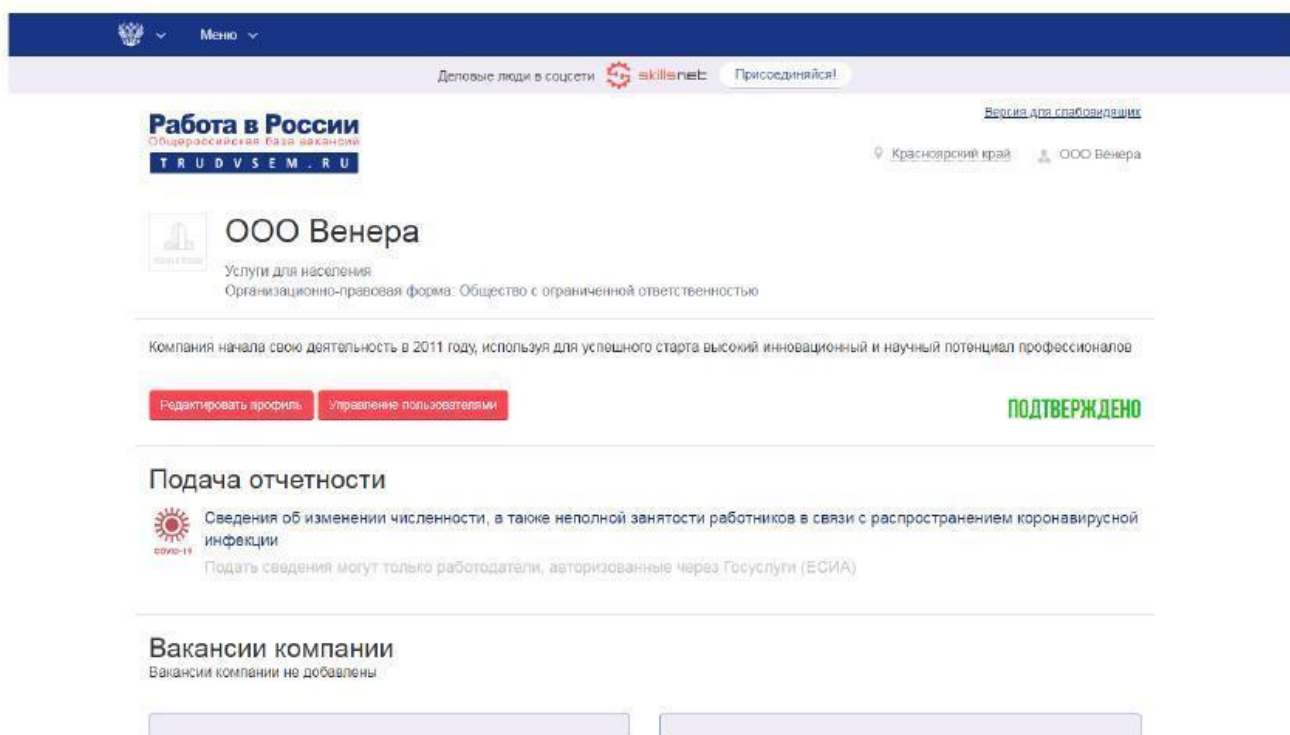 Меню
Деловые люди в соцсети skillsnet Присоединяйся!
Версия для слабовидящих
Работа в России
Общероссийская база вакансий
TRUDVSEM.RU
Красноярский край ООО Венера
ООО Венера
Услуги для населения
Организационно-правовая форма: Общество с ограниченной ответственностью
Компания начала свою деятельность в 2011 году, используя для успешного старта высокий инновационный и научный потенциал профессионалов
Редактировать профиль Управление пользователями ПОДТВЕРЖДЕНО
Подача отчетности
Сведения об изменении численности, а также неполной занятости работников в связи с распространением коронавирусной
инфекции
COVID-19
Подать сведения могут только работодатели, авторизованные через Госуслуги (ЕСИА)
Вакансии компании
Вакансии компании не добавлены